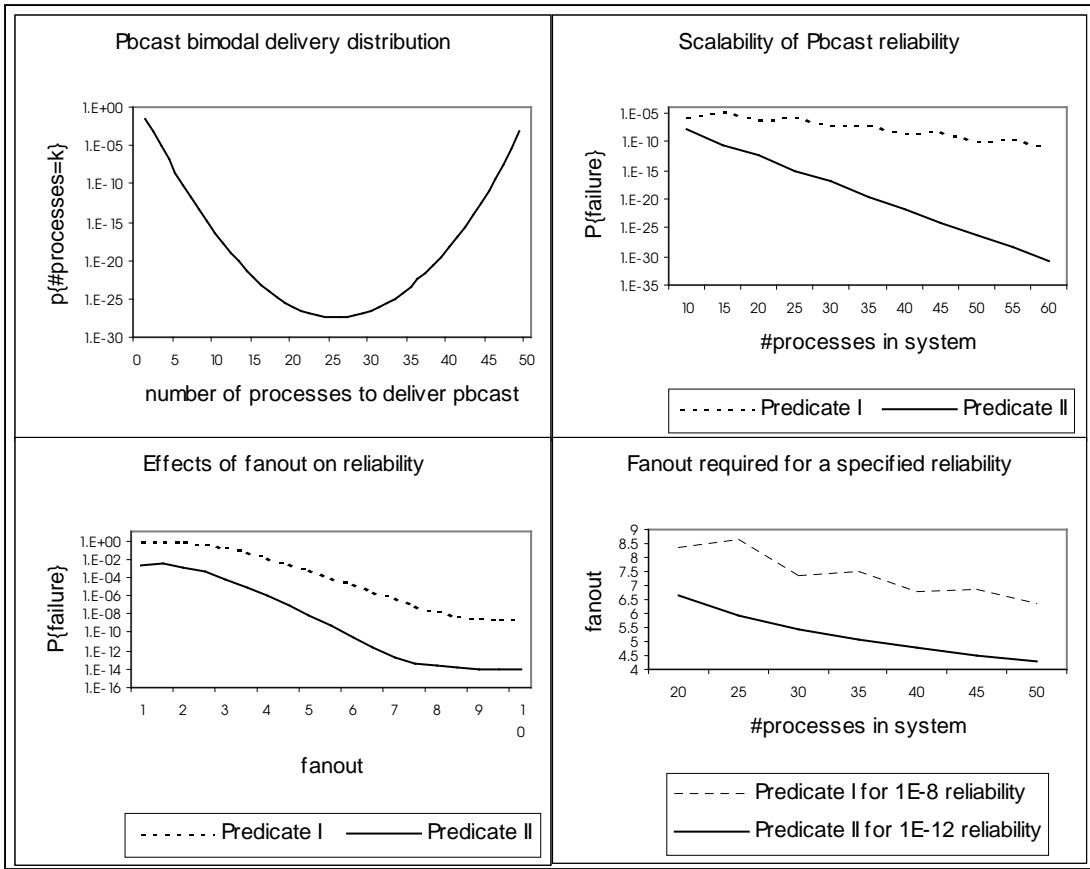 Pbcast bimodal delivery distribution
p{#processes=k}
1.E+00
1.E-05
1.E-10
1.E-15
1.E-20
1.E-25
1.E-30
0 5 10 15 20 25 30 35 40 45 50
number of processes to deliver pbcast
Scalability of Pbcast reliability
P{failure}
1.E-05
1.E-10
1.E-15
1.E-20
1.E-25
1.E-30
1.E-35
10 15 20 25 30 35 40 45 50 55 60
#processes in system
Predicate I Predicate II
Effects of fanout on reliability
P{failure}
1.E+00
1.E-02
1.E-04
1.E-06
1.E-08
1.E-10
1.E-12
1.E-14
1.E-16
1 2 3 4 5 6 7 8 9 1
0
fanout
Predicate I Predicate II
Fanout required for a specified reliability
fanout
9
8.5
8
7.5
7
6.5
6
5.5
5
4.5
4
20 25 30 35 40 45 50
#processes in system
Predicate I for 1E-8 reliability
Predicate II for 1E-12 reliability